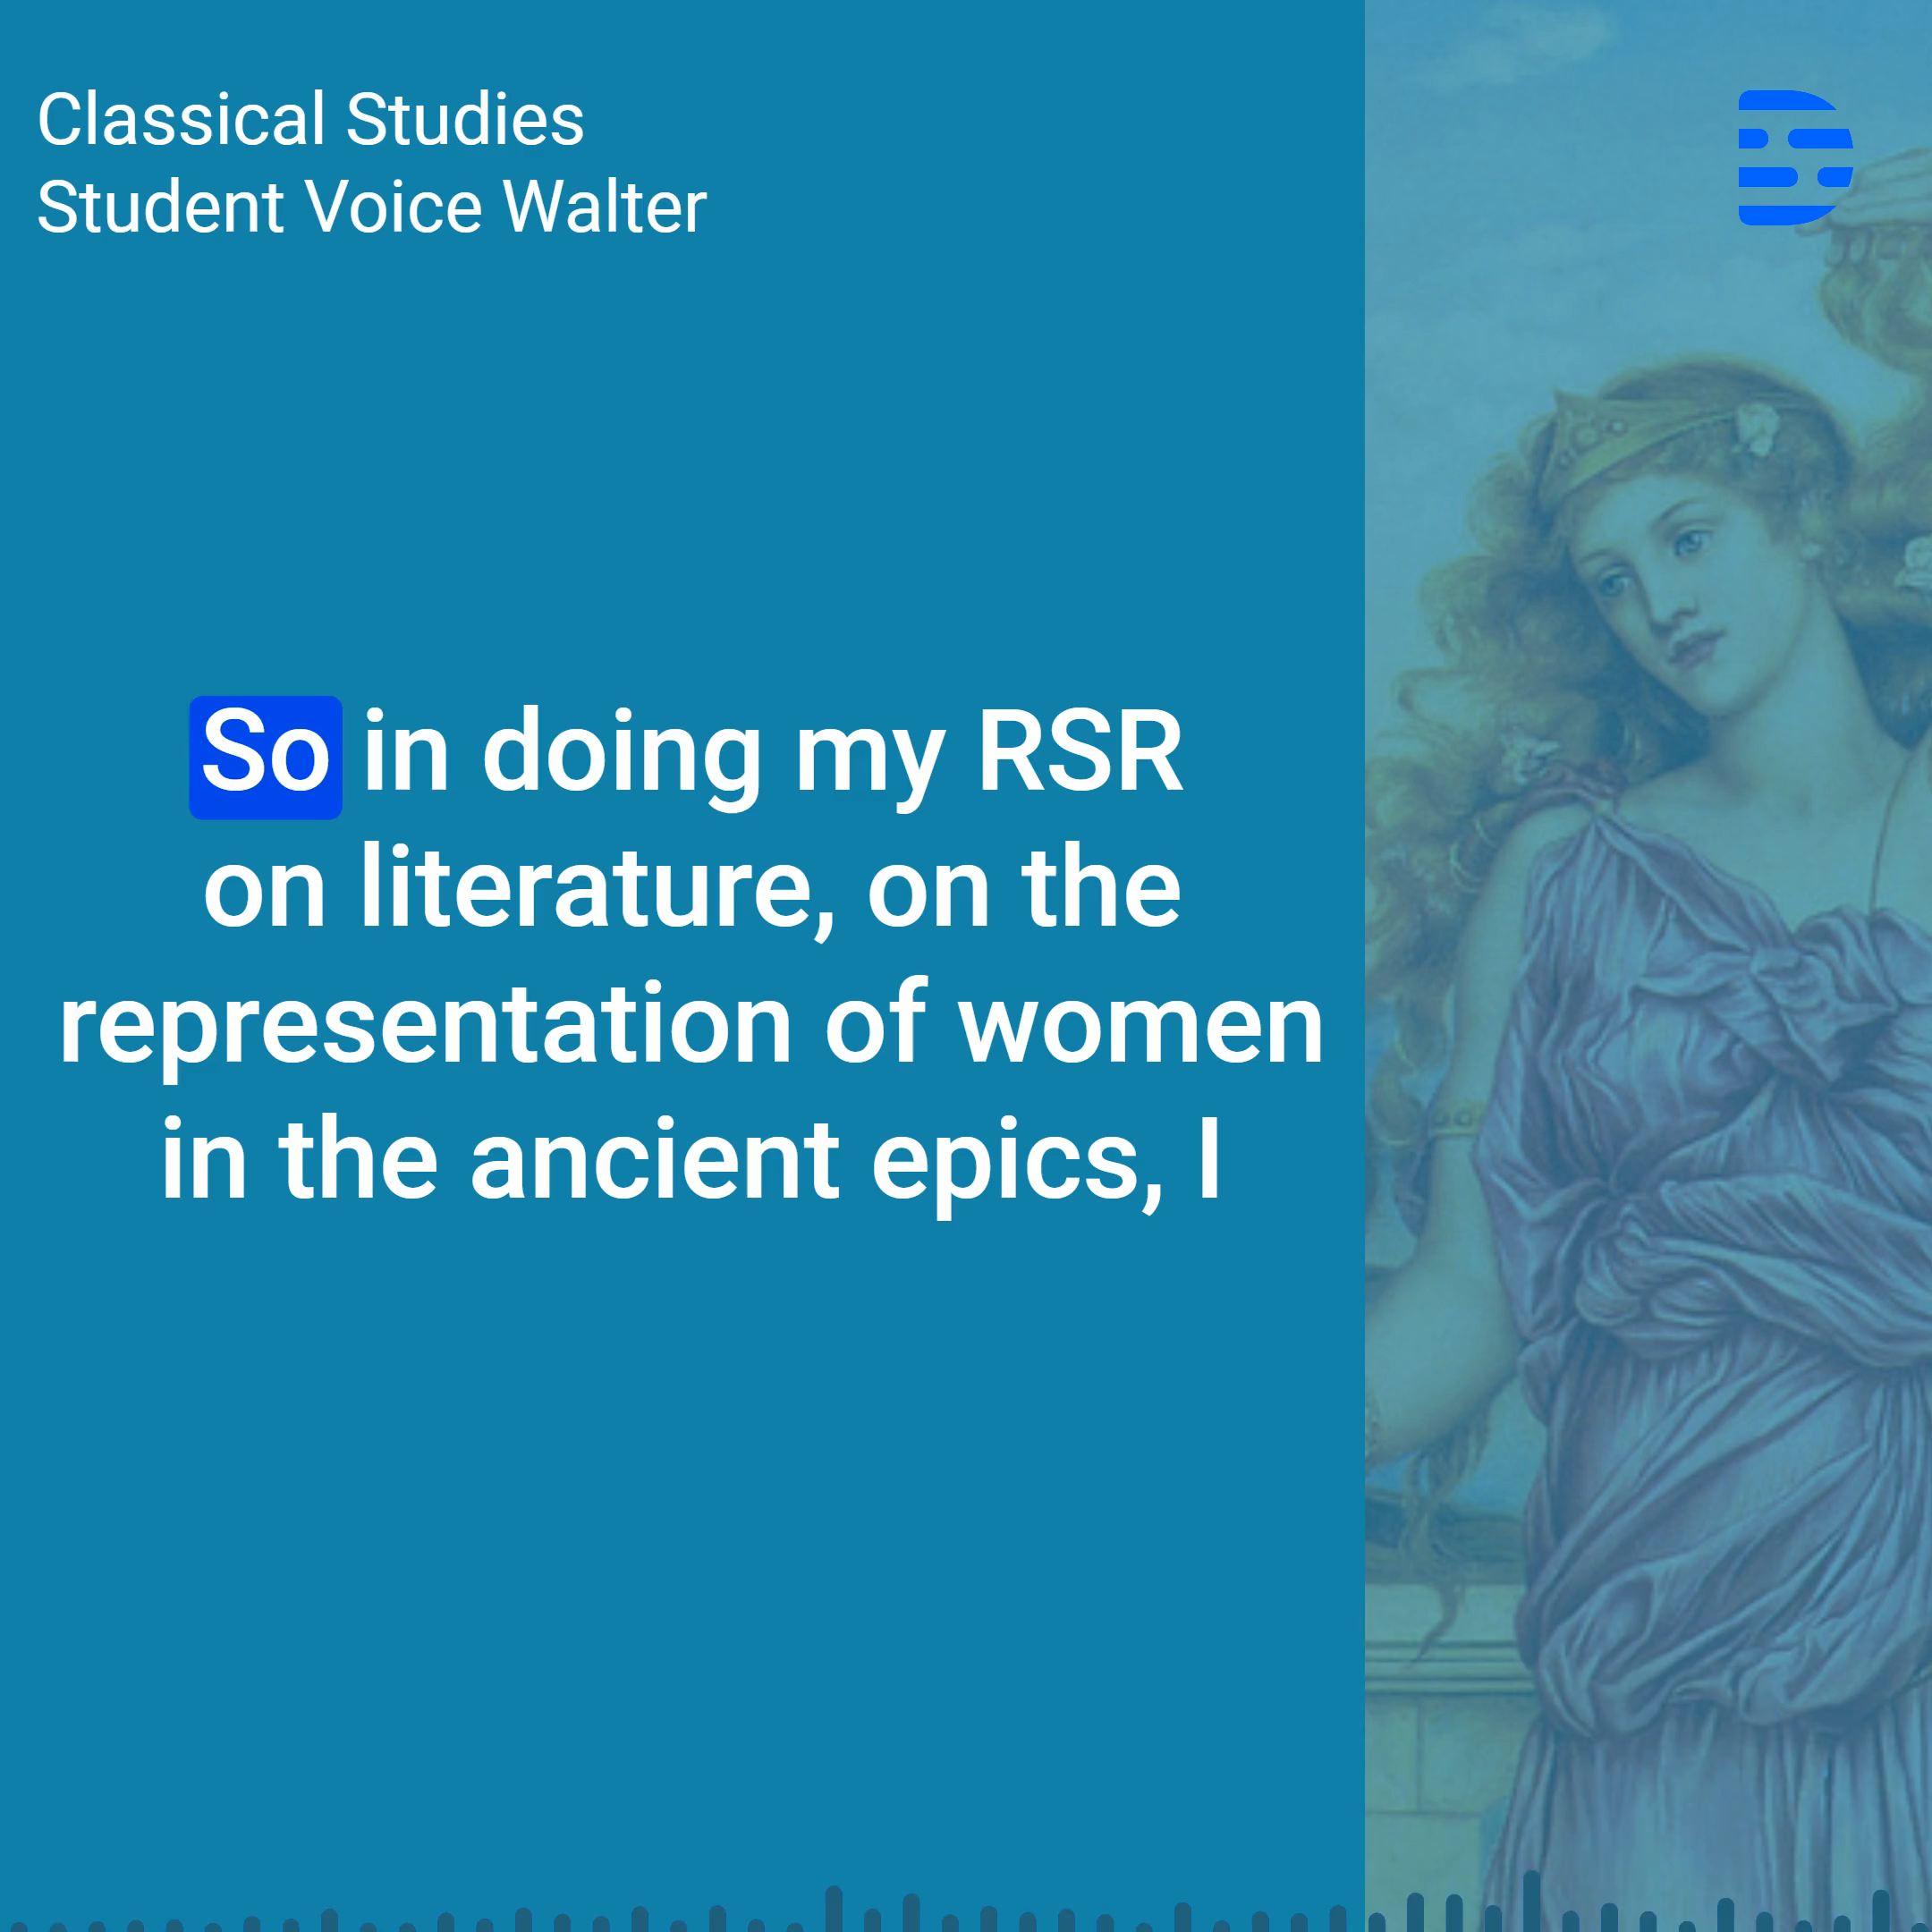 Classical Studies
Student Voice Walter
So in doing my RSR
on literature, on the
representation of women
in the ancient epics, I